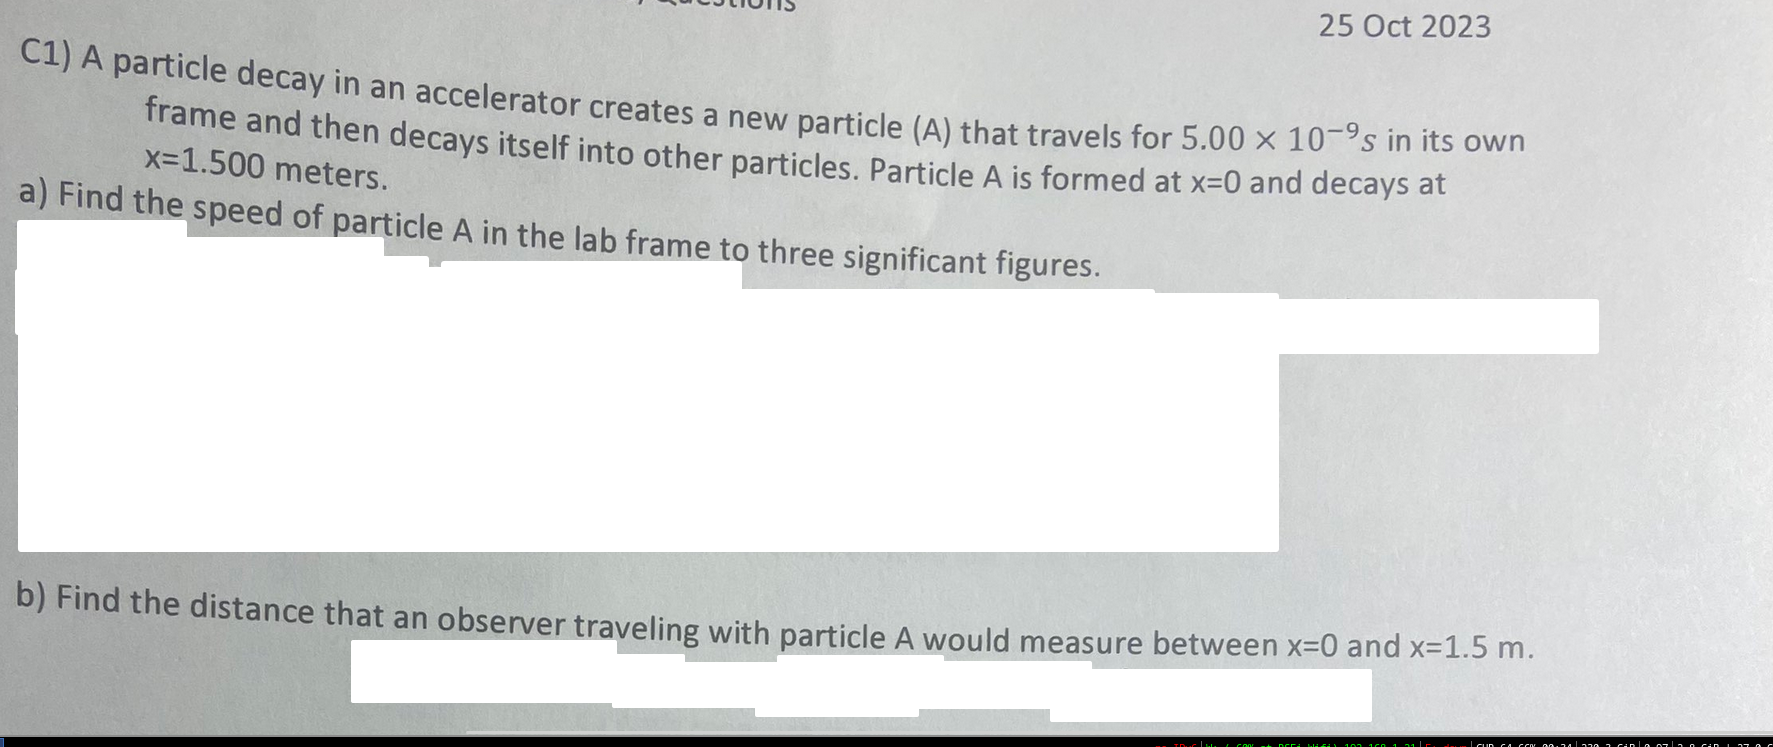 25 Oct 2023
C1) A particle decay in an accelerator creates a new particle (A) that travels for 5.00 × 10⁻⁹s in its own
frame and then decays itself into other particles. Particle A is formed at x=0 and decays at
x=1.500 meters.
a) Find the speed of particle A in the lab frame to three significant figures.
b) Find the distance that an observer traveling with particle A would measure between x=0 and x=1.5 m.